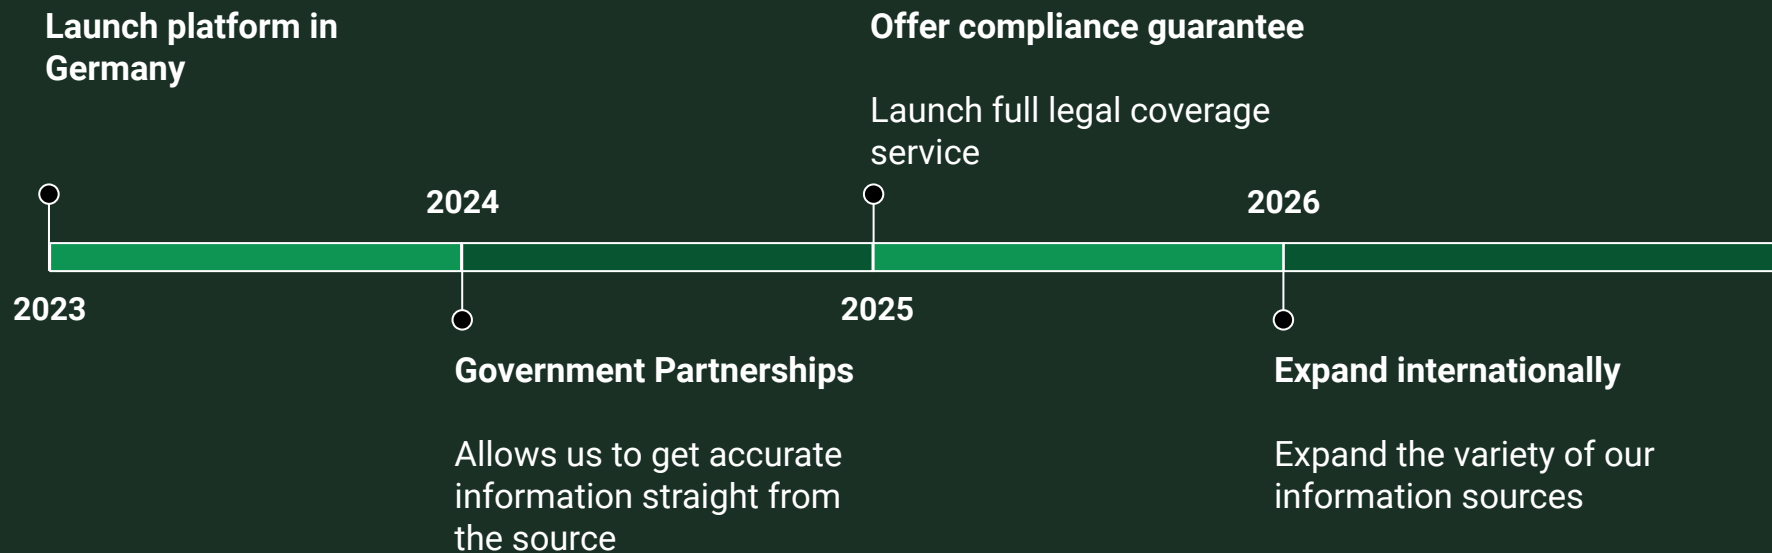 Launch platform in
Germany
2023
2024
Government Partnerships
Allows us to get accurate
information straight from
the source
Offer compliance guarantee
Launch full legal coverage
service
2025
2026
Expand internationally
Expand the variety of our
information sources